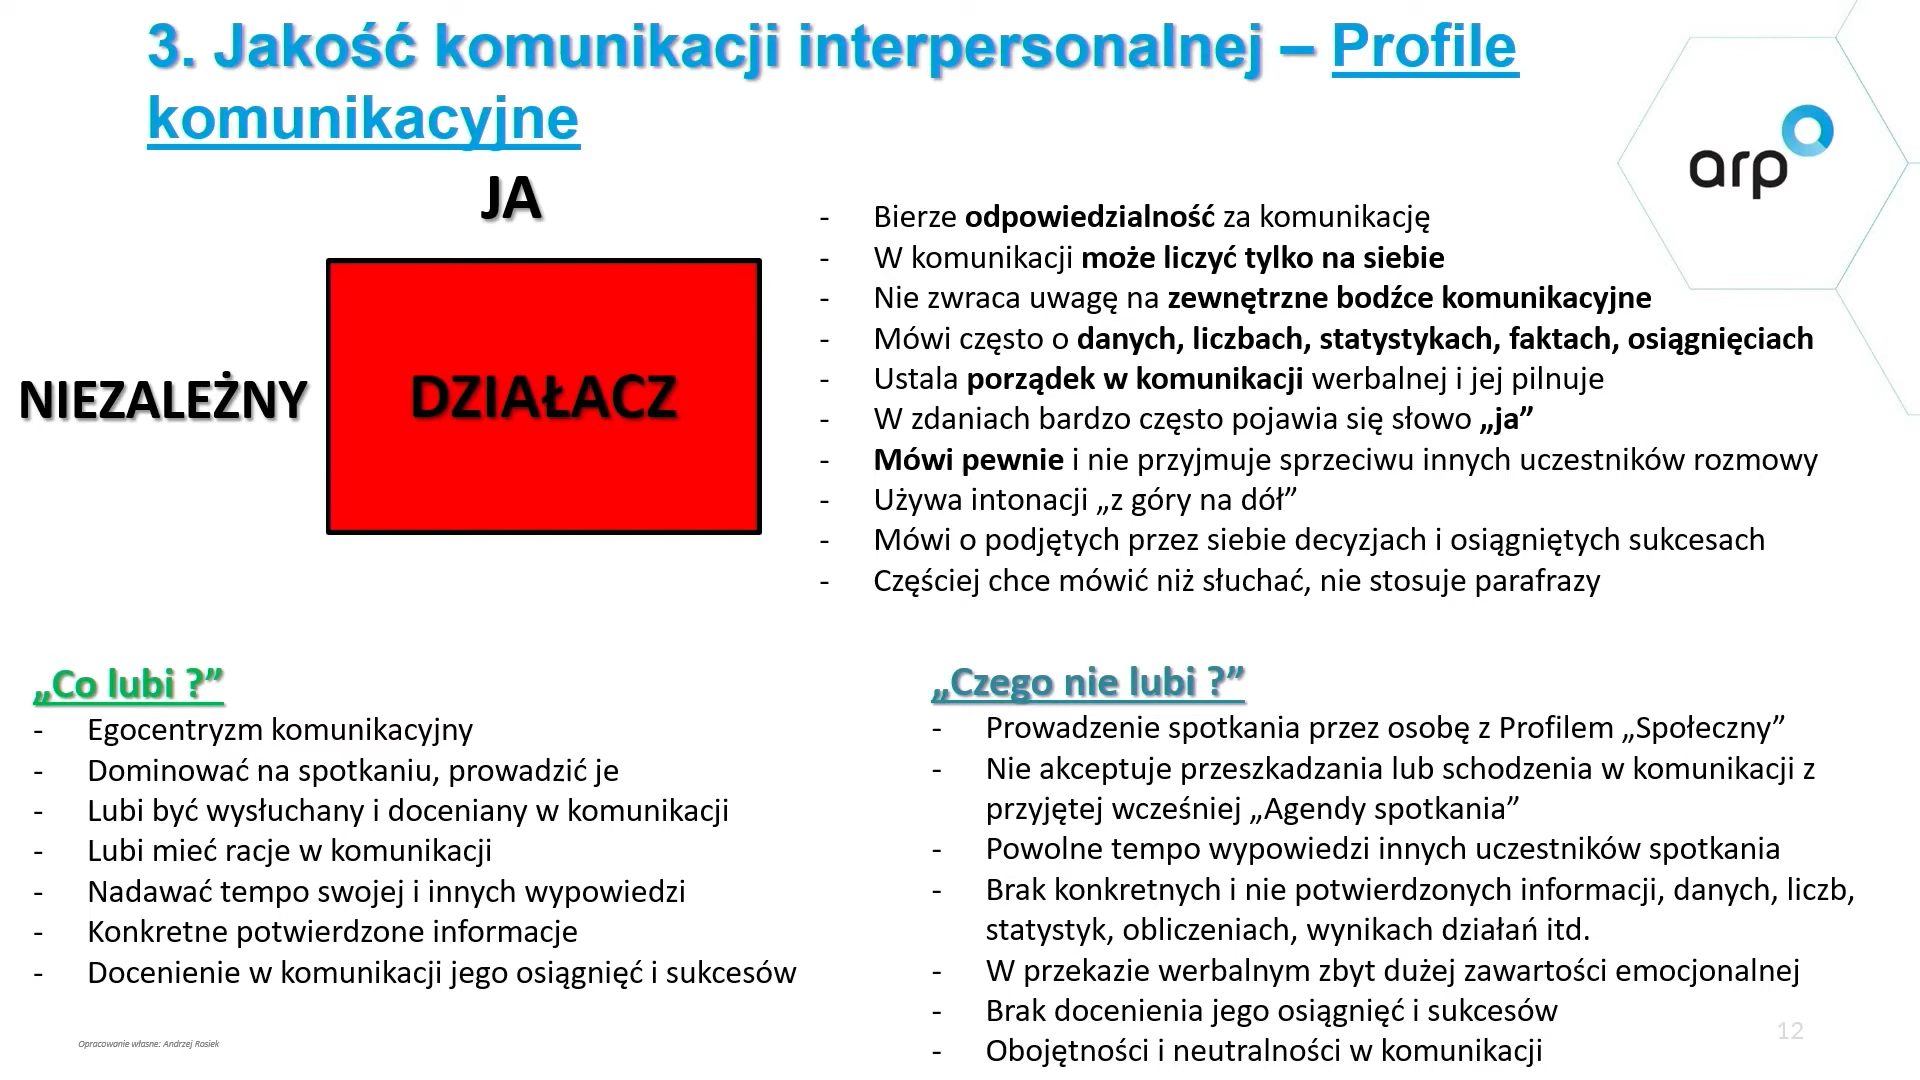 3. Jakość komunikacji interpersonalnej – Profile
komunikacyjne
arp
JA
NIEZALEŻNY
DZIAŁACZ
- Bierze odpowiedzialność za komunikację
- W komunikacji może liczyć tylko na siebie
- Nie zwraca uwagę na zewnętrzne bodźce komunikacyjne
- Mówi często o danych, liczbach, statystykach, faktach, osiągnięciach
- Ustala porządek w komunikacji werbalnej i jej pilnuje
- W zdaniach bardzo często pojawia się słowo „ja”
- Mówi pewnie i nie przyjmuje sprzeciwu innych uczestników rozmowy
- Używa intonacji „z góry na dół”
- Mówi o podjętych przez siebie decyzjach i osiągniętych sukcesach
- Częściej chce mówić niż słuchać, nie stosuje parafrazy
„Co lubi ?”
- Egocentryzm komunikacyjny
- Dominować na spotkaniu, prowadzić je
- Lubi być wysłuchany i doceniany w komunikacji
- Lubi mieć racje w komunikacji
- Nadawać tempo swojej i innych wypowiedzi
- Konkretne potwierdzone informacje
- Docenienie w komunikacji jego osiągnięć i sukcesów
„Czego nie lubi ?”
- Prowadzenie spotkania przez osobę z Profilem „Społeczny”
- Nie akceptuje przeszkadzania lub schodzenia w komunikacji z
przyjętej wcześniej „Agendy spotkania”
- Powolne tempo wypowiedzi innych uczestników spotkania
- Brak konkretnych i nie potwierdzonych informacji, danych, liczb,
statystyk, obliczeniach, wynikach działań itd.
- W przekazie werbalnym zbyt dużej zawartości emocjonalnej
- Brak docenienia jego osiągnięć i sukcesów
- Obojętności i neutralności w komunikacji
Opracowanie własne: Andrzej Rosiek
12